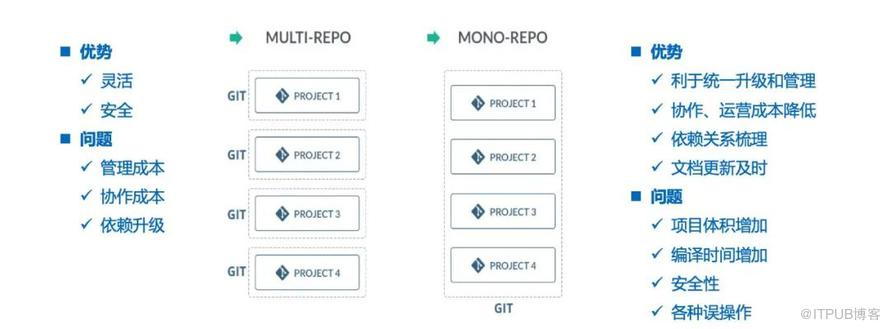 优势
灵活
安全
问题
管理成本
协作成本
依赖升级
MULTI-REPO
GIT PROJECT 1
GIT PROJECT 2
GIT PROJECT 3
GIT PROJECT 4
MONO-REPO
PROJECT 1
PROJECT 2
PROJECT 3
PROJECT 4
GIT
优势
利于统一升级和管理
协作、运营成本降低
依赖关系梳理
文档更新及时
问题
项目体积增加
编译时间增加
安全性
各种误操作
@ITPUB博客